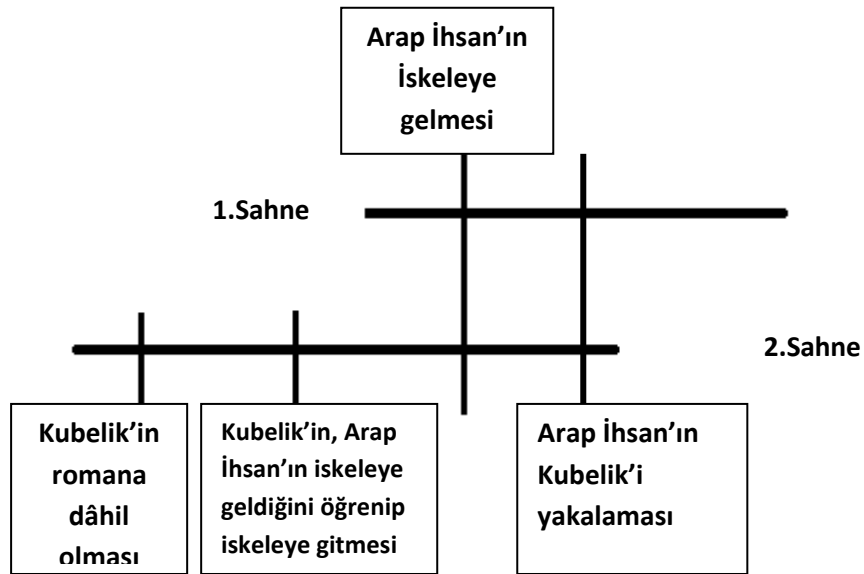 Arap İhsan’ın
İskeleye
gelmesi
1.Sahne
2.Sahne
Kubelik’in
romana
dâhil
olması
Kubelik’in, Arap
İhsan’ın iskeleye
geldiğini öğrenip
iskeleye gitmesi
Arap İhsan’ın
Kubelik’i
yakalaması